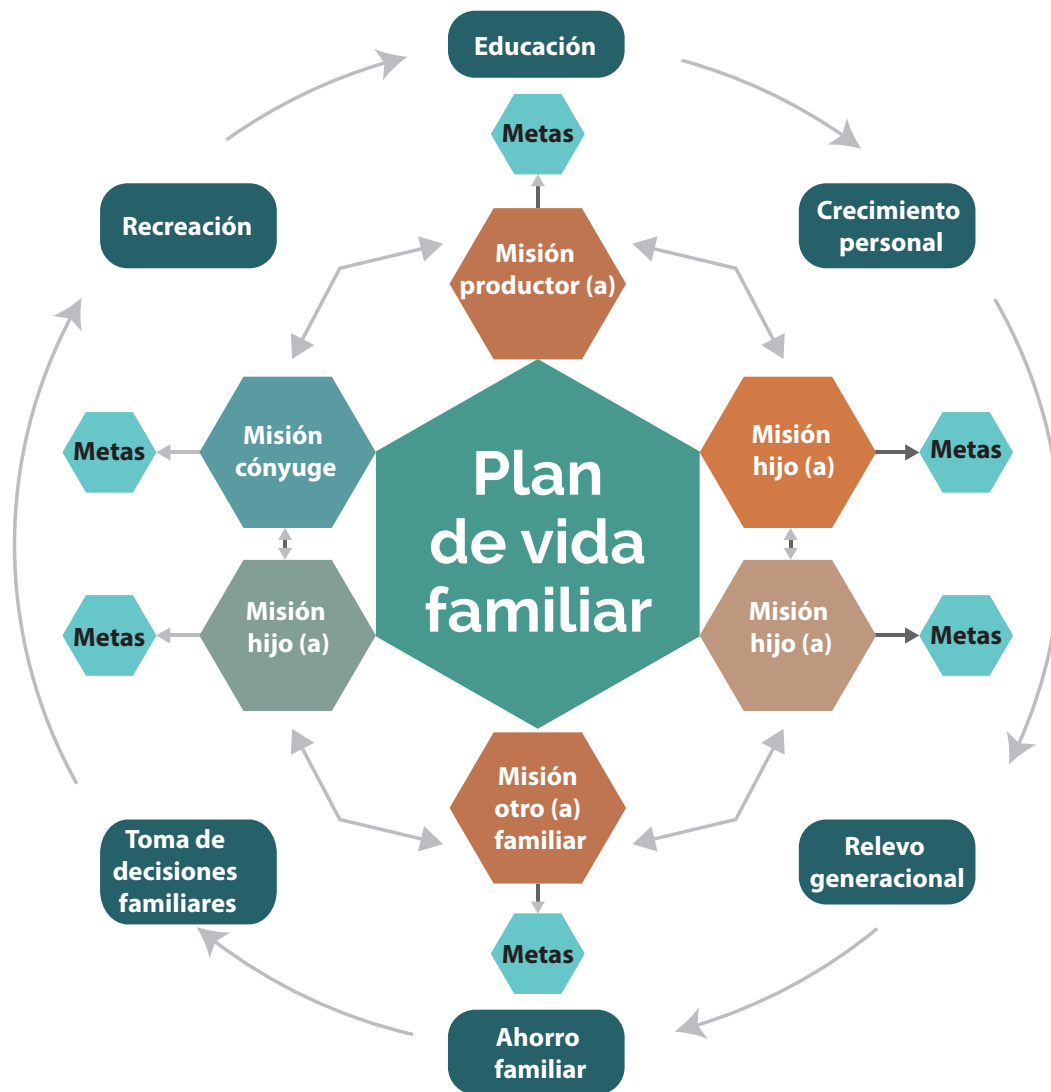 Educación
Metas
Recreación
Crecimiento
personal
Misión
productor (a)
Metas
Misión
cónyuge
Misión
hijo (a)
Metas
Plan
de vida
familiar
Metas
Misión
hijo (a)
Misión
hijo (a)
Metas
Misión
otro (a)
familiar
Toma de
decisiones
familiares
Relevo
generacional
Metas
Ahorro
familiar